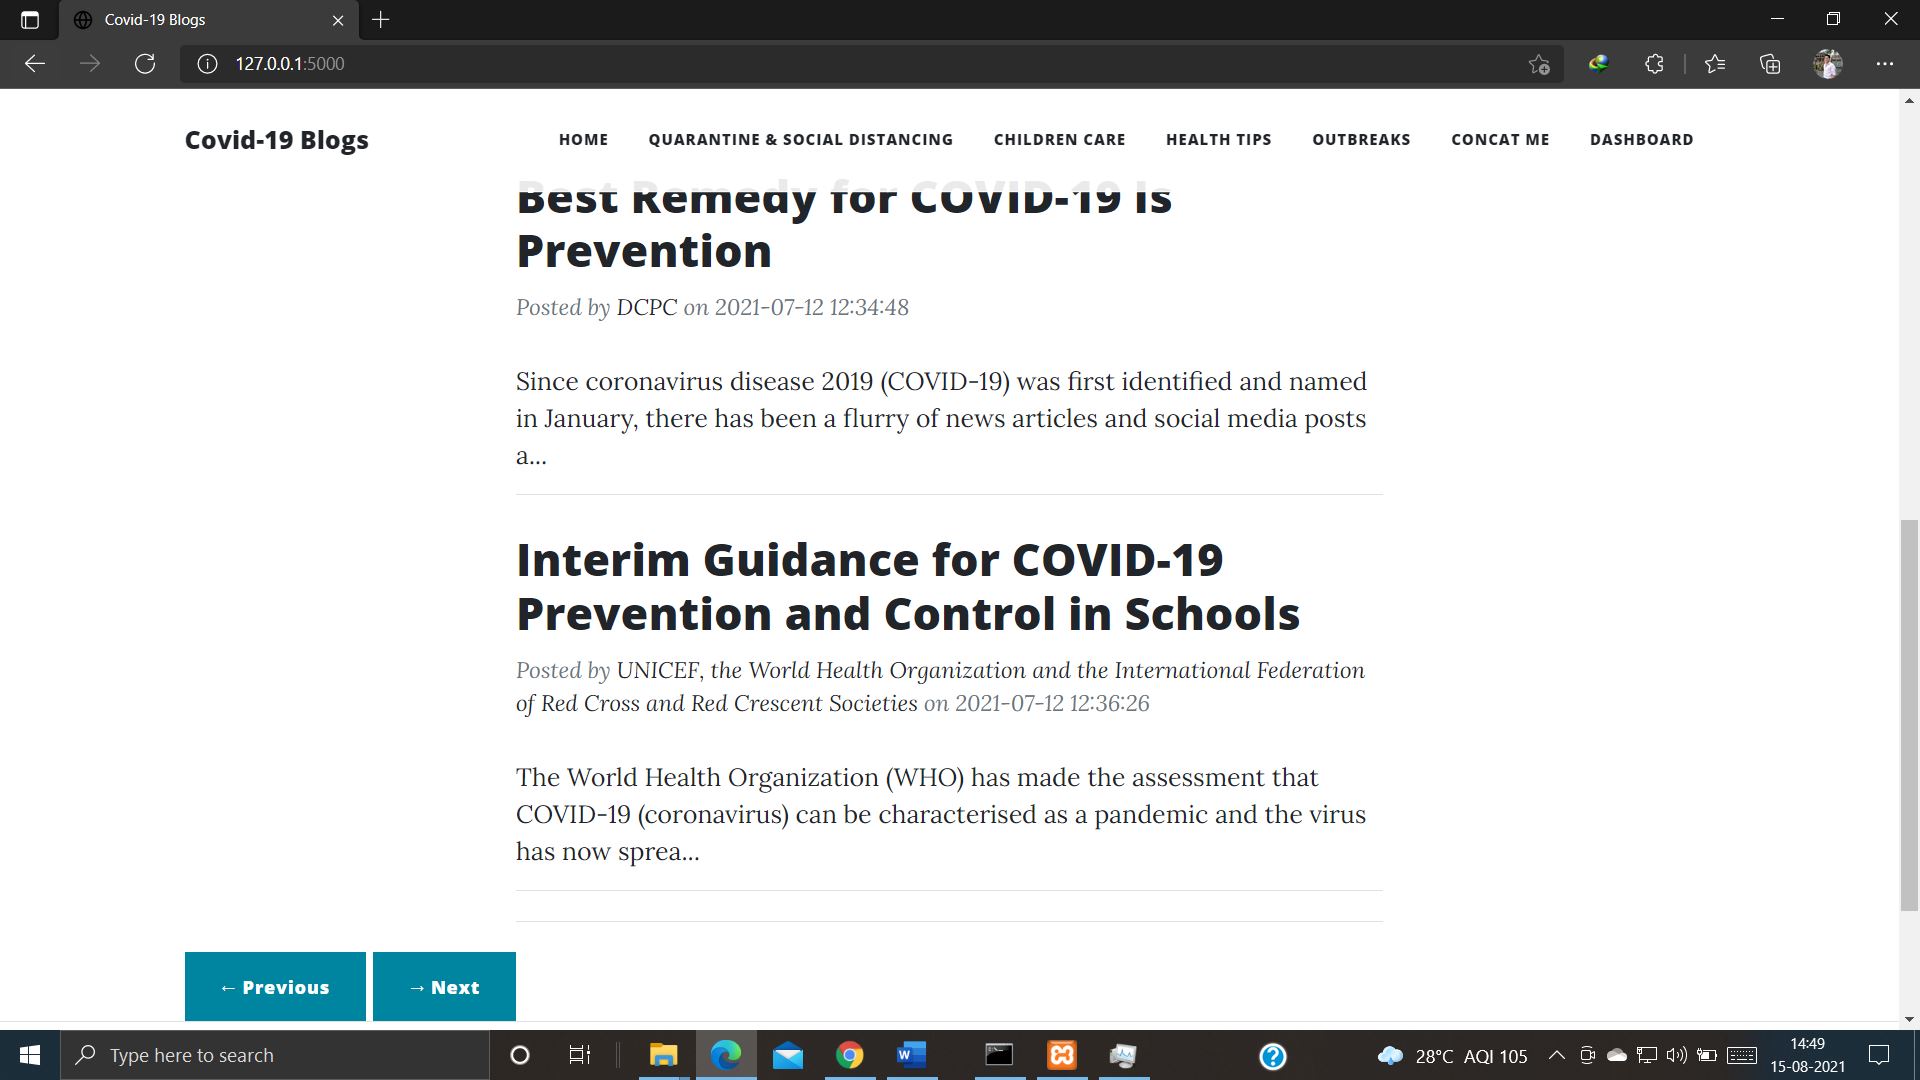 Covid-19 Blogs
127.0.0.1:5000
Covid-19 Blogs
HOME QUARANTINE & SOCIAL DISTANCING CHILDREN CARE HEALTH TIPS OUTBREAKS CONCAT ME DASHBOARD
Best Remedy for COVID-19 Is
Prevention
Posted by DCPC on 2021-07-12 12:34:48
Since coronavirus disease 2019 (COVID-19) was first identified and named
in January, there has been a flurry of news articles and social media posts
a...
Interim Guidance for COVID-19
Prevention and Control in Schools
Posted by UNICEF, the World Health Organization and the International Federation
of Red Cross and Red Crescent Societies on 2021-07-12 12:36:26
The World Health Organization (WHO) has made the assessment that
COVID-19 (coronavirus) can be characterised as a pandemic and the virus
has now sprea...
← Previous → Next
Type here to search
28°C AQI 105
14:49
15-08-2021